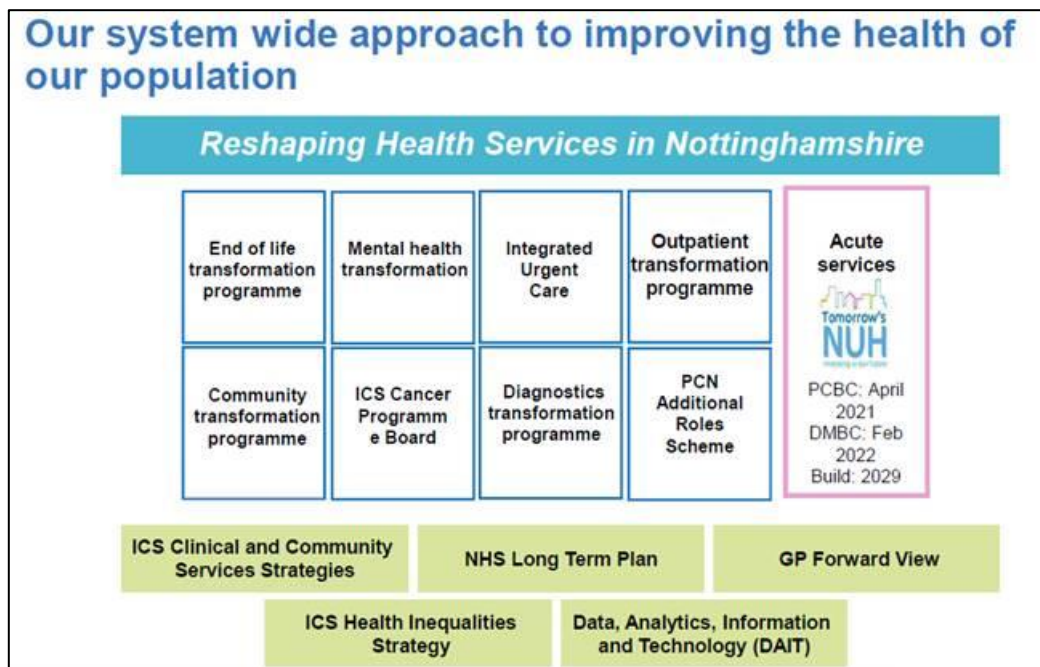 Our system wide approach to improving the health of
our population
Reshaping Health Services in Nottinghamshire
End of life
transformation
programme
Mental health
transformation
Integrated
Urgent
Care
Outpatient
transformation
programme
Acute
services
Tomorrow's
NUH
PCBC: April
2021
DMBC: Feb
2022
Build: 2029
Community
transformation
programme
ICS Cancer
Programm
e Board
Diagnostics
transformation
programme
PCN
Additional
Roles
Scheme
ICS Clinical and Community
Services Strategies
NHS Long Term Plan
GP Forward View
ICS Health Inequalities
Strategy
Data, Analytics, Information
and Technology (DAIT)